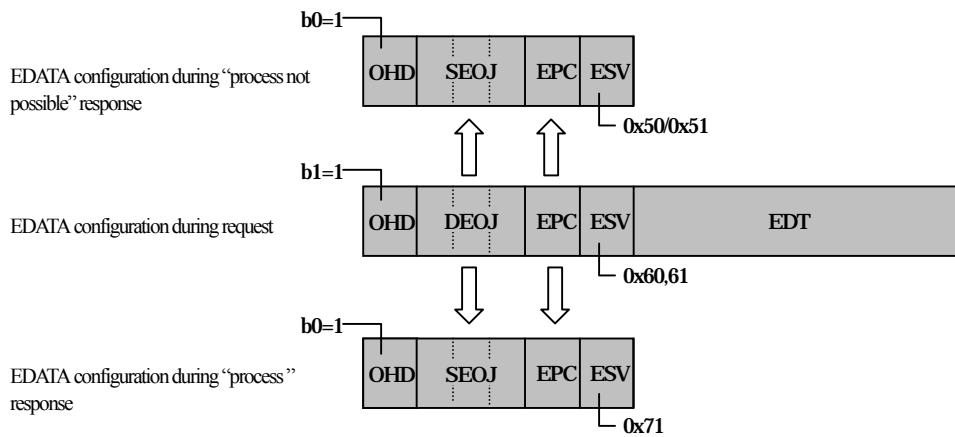 b0=1
OHD SEOJ EPC ESV
EDATA configuration during “process not
possible” response
0x50/0x51
b1=1
OHD DEOJ EPC ESV EDT
EDATA configuration during request
0x60,61
b0=1
OHD SEOJ EPC ESV
EDATA configuration during “process ”
response
0x71